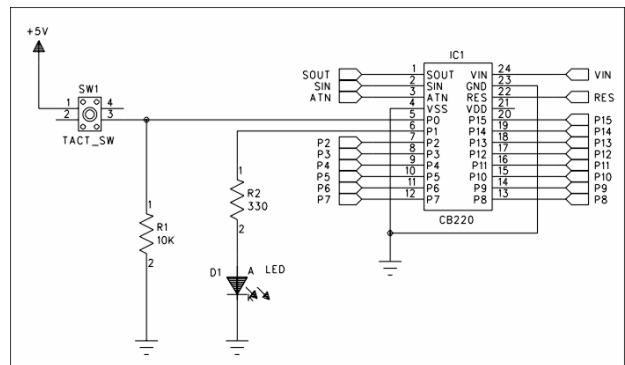 +5V
SW1
1 4
2 3
TACT_SW
IC1
SOUT 1 SOUT VIN 24 VIN
SIN 2 SIN GND 23
ATN 3 ATN RES 22 RES
4 VSS VDD 21
5 P0 P15 20 P15
6 P1 P14 19 P14
P2 7 P2 P13 18 P13
P3 8 P3 P12 17 P12
P4 9 P4 P11 16 P11
P5 10 P5 P10 15 P10
P6 11 P6 P9 14 P9
P7 12 P7 P8 13 P8
CB220
1
R2
330
2
1
R1
10K
2
D1 A LED
K